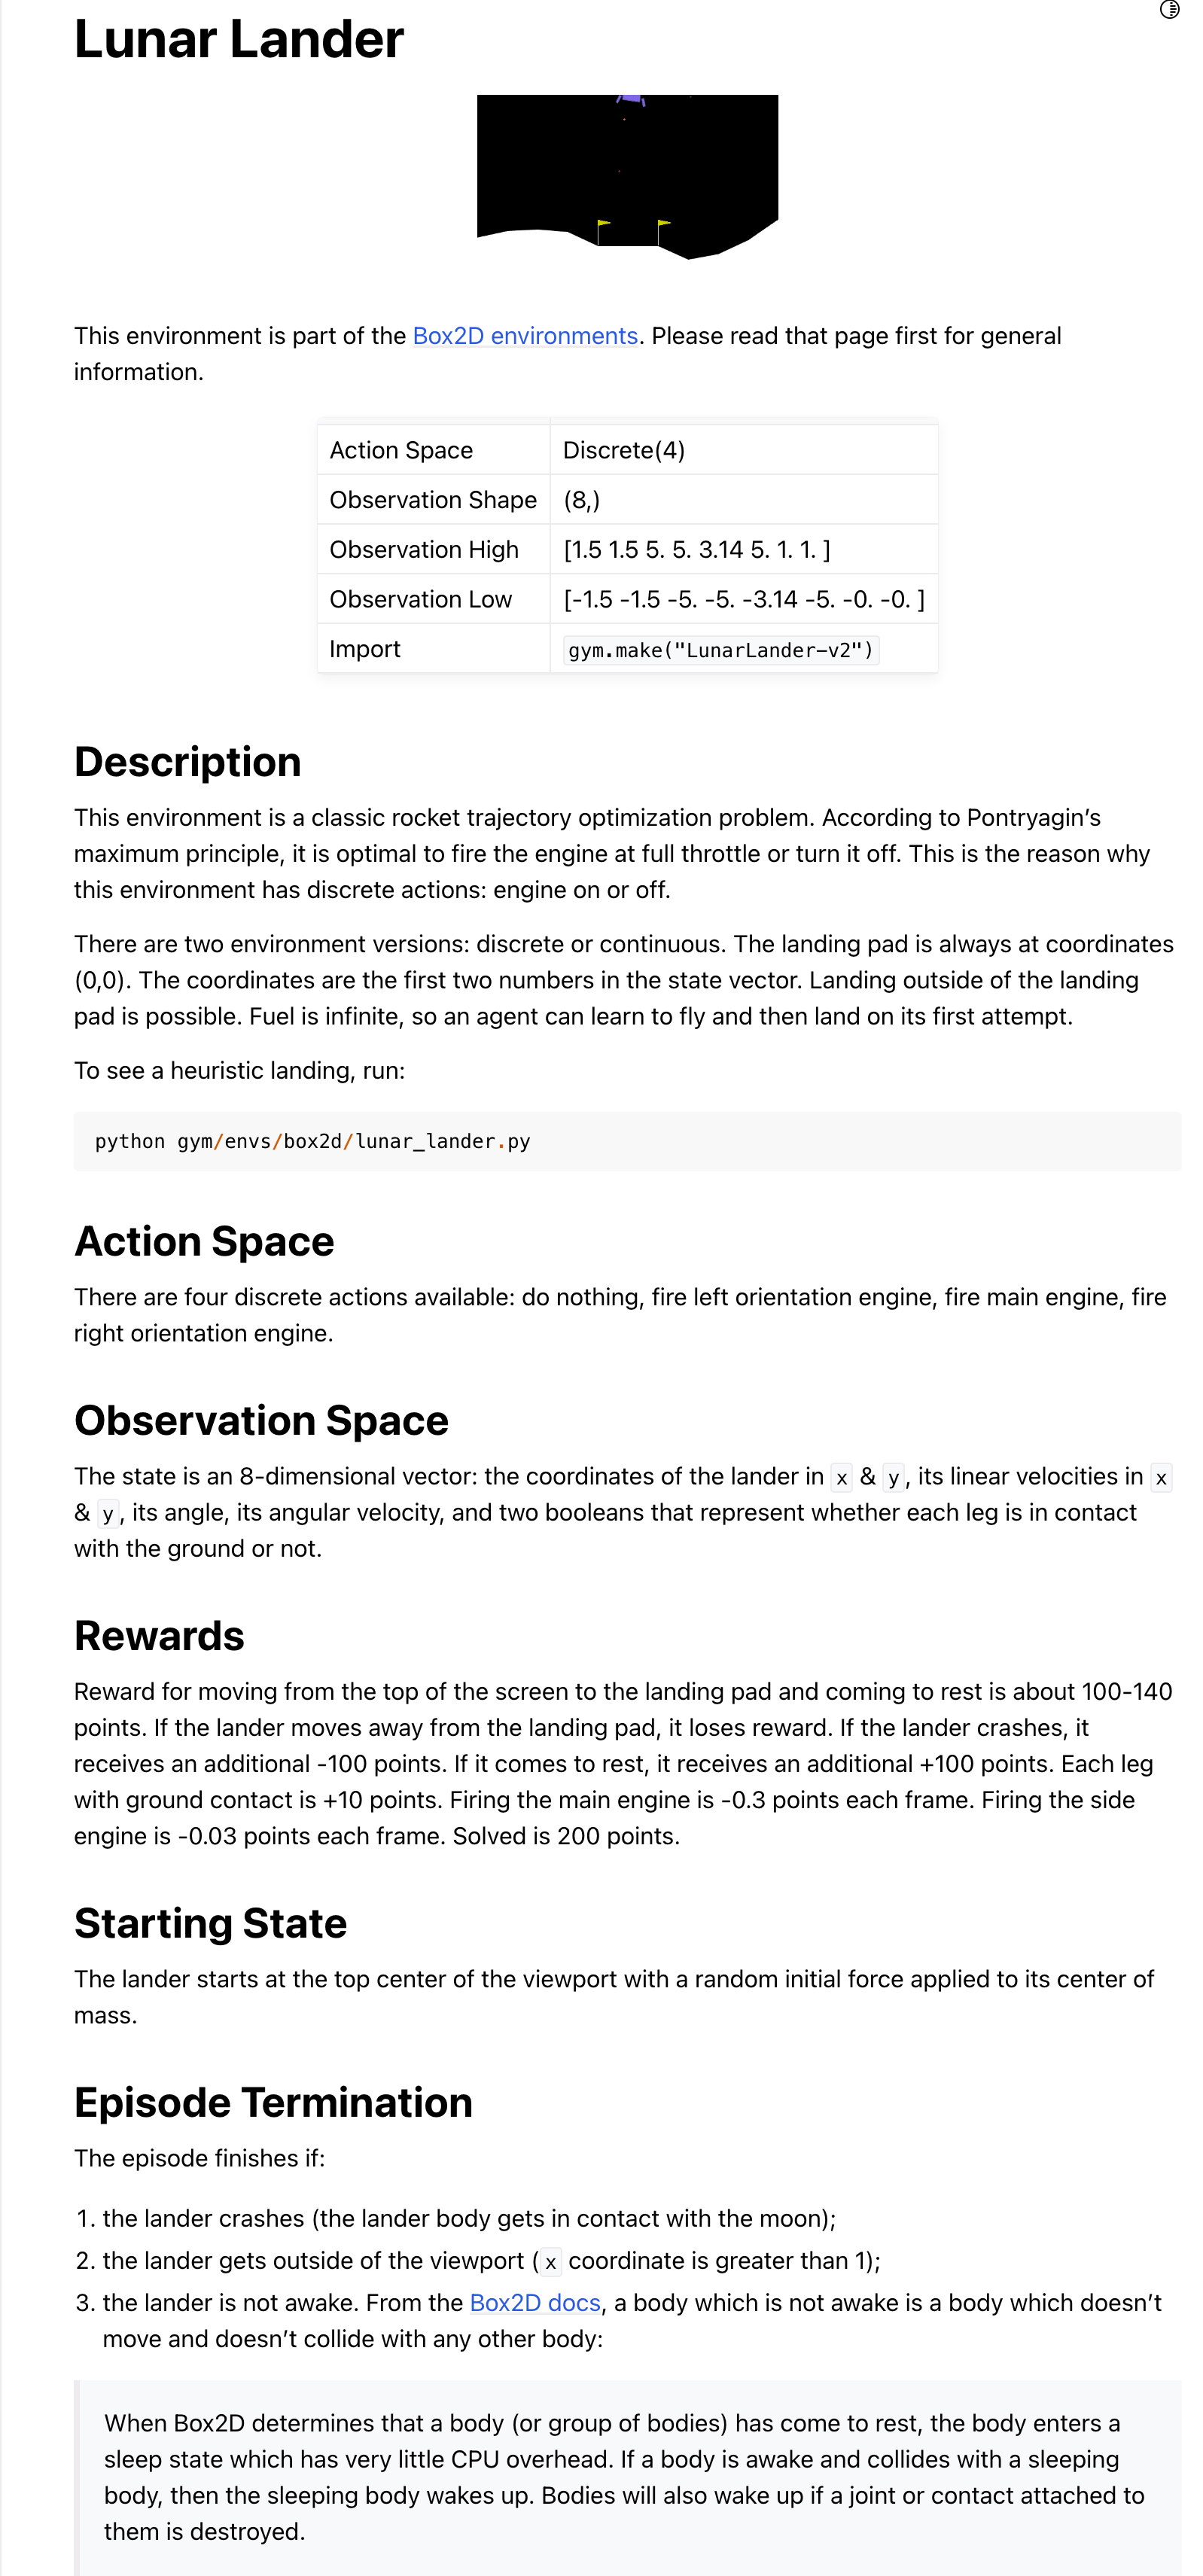 Lunar Lander
This environment is part of the Box2D environments. Please read that page first for general
information.
Action Space Discrete(4)
Observation Shape (8,)
Observation High [1.5 1.5 5. 5. 3.14 5. 1. 1. ]
Observation Low [-1.5 -1.5 -5. -5. -3.14 -5. -0. -0. ]
Import gym.make("LunarLander-v2")
Description
This environment is a classic rocket trajectory optimization problem. According to Pontryagin’s
maximum principle, it is optimal to fire the engine at full throttle or turn it off. This is the reason why
this environment has discrete actions: engine on or off.
There are two environment versions: discrete or continuous. The landing pad is always at coordinates
(0,0). The coordinates are the first two numbers in the state vector. Landing outside of the landing
pad is possible. Fuel is infinite, so an agent can learn to fly and then land on its first attempt.
To see a heuristic landing, run:
python gym/envs/box2d/lunar_lander.py
Action Space
There are four discrete actions available: do nothing, fire left orientation engine, fire main engine, fire
right orientation engine.
Observation Space
The state is an 8-dimensional vector: the coordinates of the lander in x & y, its linear velocities in x
& y, its angle, its angular velocity, and two booleans that represent whether each leg is in contact
with the ground or not.
Rewards
Reward for moving from the top of the screen to the landing pad and coming to rest is about 100-140
points. If the lander moves away from the landing pad, it loses reward. If the lander crashes, it
receives an additional -100 points. If it comes to rest, it receives an additional +100 points. Each leg
with ground contact is +10 points. Firing the main engine is -0.3 points each frame. Firing the side
engine is -0.03 points each frame. Solved is 200 points.
Starting State
The lander starts at the top center of the viewport with a random initial force applied to its center of
mass.
Episode Termination
The episode finishes if:
1. the lander crashes (the lander body gets in contact with the moon);
2. the lander gets outside of the viewport (x coordinate is greater than 1);
3. the lander is not awake. From the Box2D docs, a body which is not awake is a body which doesn’t
move and doesn’t collide with any other body:
When Box2D determines that a body (or group of bodies) has come to rest, the body enters a
sleep state which has very little CPU overhead. If a body is awake and collides with a sleeping
body, then the sleeping body wakes up. Bodies will also wake up if a joint or contact attached to
them is destroyed.